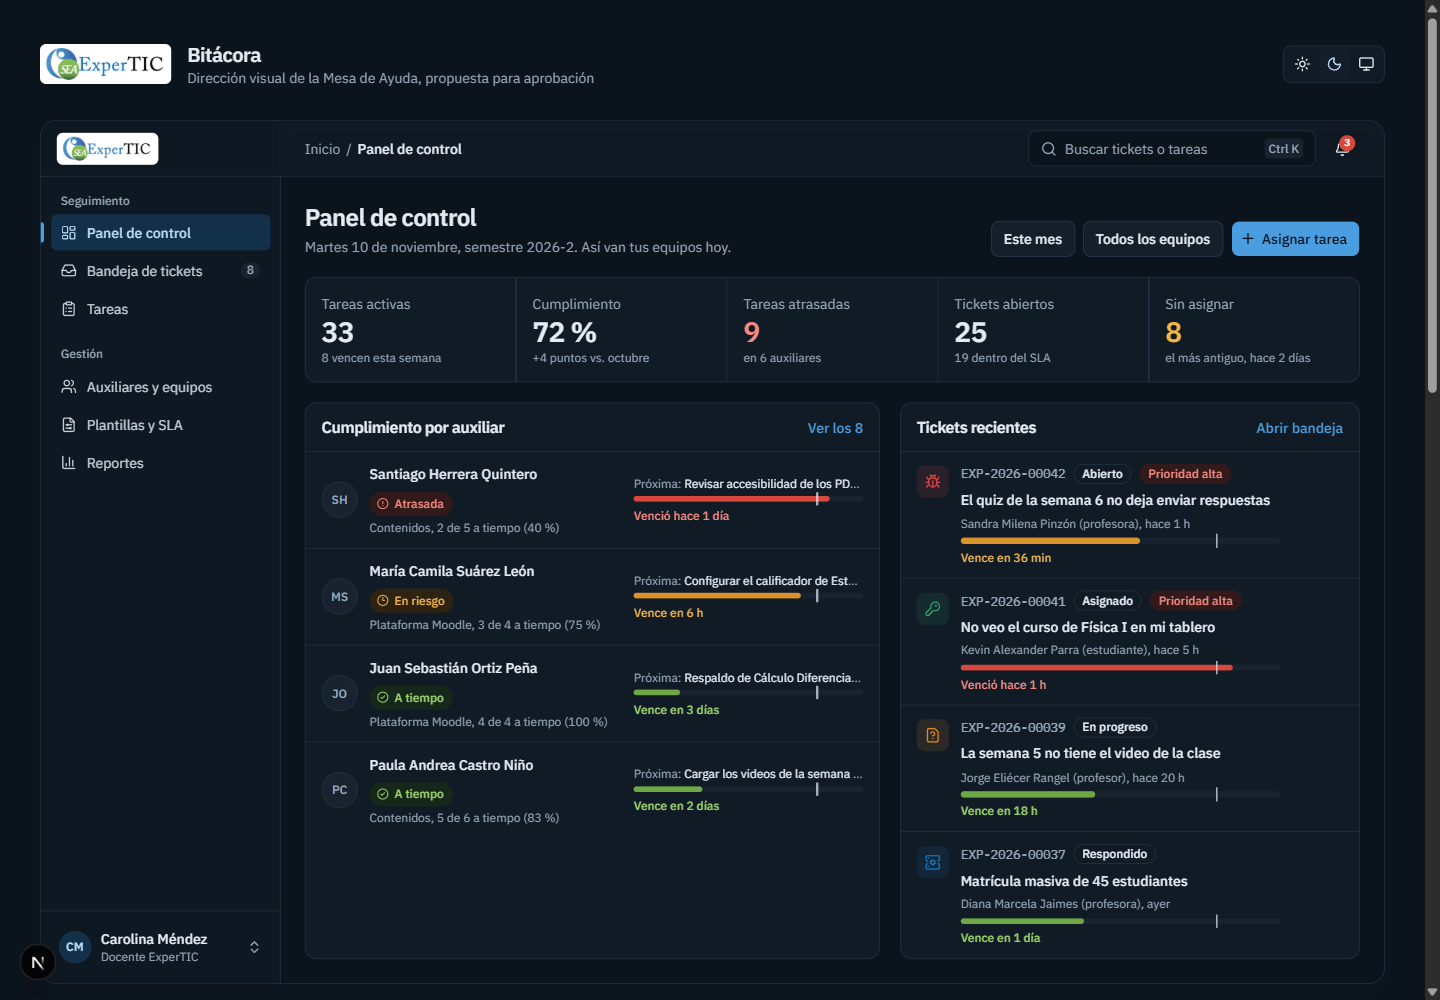 SEA ExperTIC
Bitácora
Dirección visual de la Mesa de Ayuda, propuesta para aprobación
SEA ExperTIC
Inicio / Panel de control
Buscar tickets o tareas
Ctrl K
3
Seguimiento
Panel de control
Bandeja de tickets
8
Tareas
Gestión
Auxiliares y equipos
Plantillas y SLA
Reportes
CM
Carolina Méndez
Docente ExperTIC
N
Panel de control
Martes 10 de noviembre, semestre 2026-2. Así van tus equipos hoy.
Este mes
Todos los equipos
+ Asignar tarea
Tareas activas
33
8 vencen esta semana
Cumplimiento
72 %
+4 puntos vs. octubre
Tareas atrasadas
9
en 6 auxiliares
Tickets abiertos
25
19 dentro del SLA
Sin asignar
8
el más antiguo, hace 2 días
Cumplimiento por auxiliar
Ver los 8
SH
Santiago Herrera Quintero
Atrasada
Contenidos, 2 de 5 a tiempo (40 %)
Próxima: Revisar accesibilidad de los PD...
Venció hace 1 día
MS
María Camila Suárez León
En riesgo
Plataforma Moodle, 3 de 4 a tiempo (75 %)
Próxima: Configurar el calificador de Est...
Vence en 6 h
JO
Juan Sebastián Ortiz Peña
A tiempo
Plataforma Moodle, 4 de 4 a tiempo (100 %)
Próxima: Respaldo de Cálculo Diferencia...
Vence en 3 días
PC
Paula Andrea Castro Niño
A tiempo
Contenidos, 5 de 6 a tiempo (83 %)
Próxima: Cargar los videos de la semana ...
Vence en 2 días
Tickets recientes
Abrir bandeja
EXP-2026-00042 Abierto Prioridad alta
El quiz de la semana 6 no deja enviar respuestas
Sandra Milena Pinzón (profesora), hace 1 h
Vence en 36 min
EXP-2026-00041 Asignado Prioridad alta
No veo el curso de Física I en mi tablero
Kevin Alexander Parra (estudiante), hace 5 h
Venció hace 1 h
EXP-2026-00039 En progreso
La semana 5 no tiene el video de la clase
Jorge Eliécer Rangel (profesor), hace 20 h
Vence en 18 h
EXP-2026-00037 Respondido
Matrícula masiva de 45 estudiantes
Diana Marcela Jaimes (profesora), ayer
Vence en 1 día